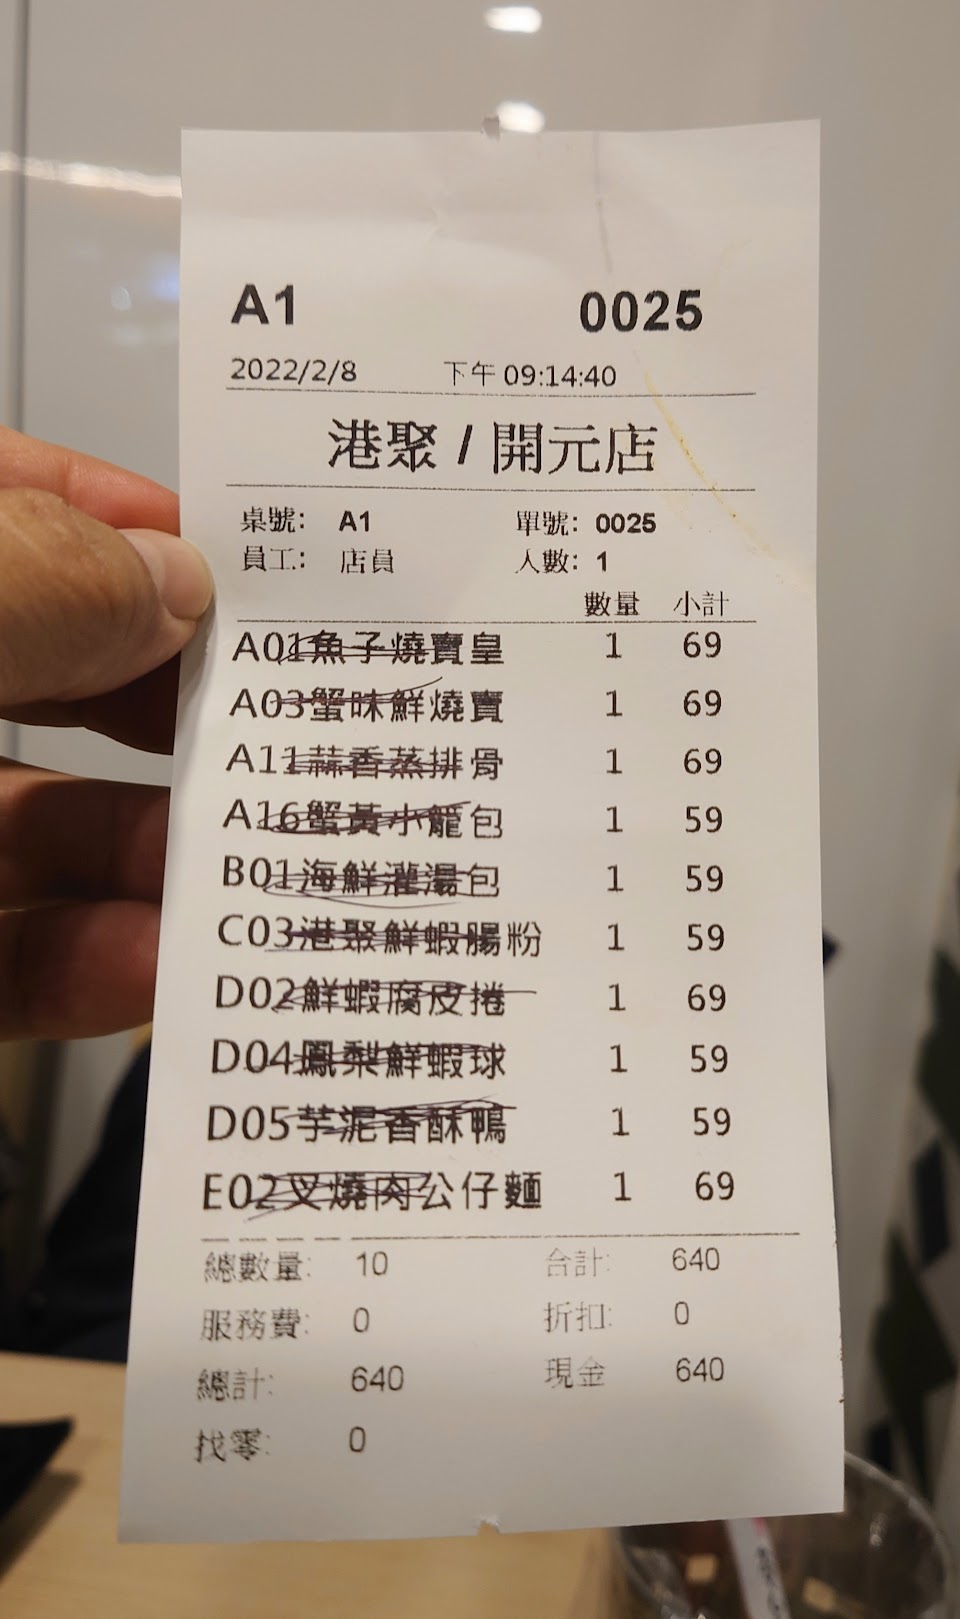 A1 0025
2022/2/8 下午 09:14:40
港聚 / 開元店
桌號: A1 單號: 0025
員工: 店員 人數: 1
數量 小計
A01魚子燒賣皇 1 69
A03蟹味鮮燒賣 1 69
A11蒜香蒸排骨 1 69
A16蟹黃小籠包 1 59
B01海鮮灌湯包 1 59
C03港聚鮮蝦腸粉 1 59
D02鮮蝦腐皮捲 1 69
D04鳳梨鮮蝦球 1 59
D05芋泥香酥鴨 1 59
E02叉燒肉公仔麵 1 69
總數量: 10 合計: 640
服務費: 0 折扣: 0
總計: 640 現金 640
找零: 0